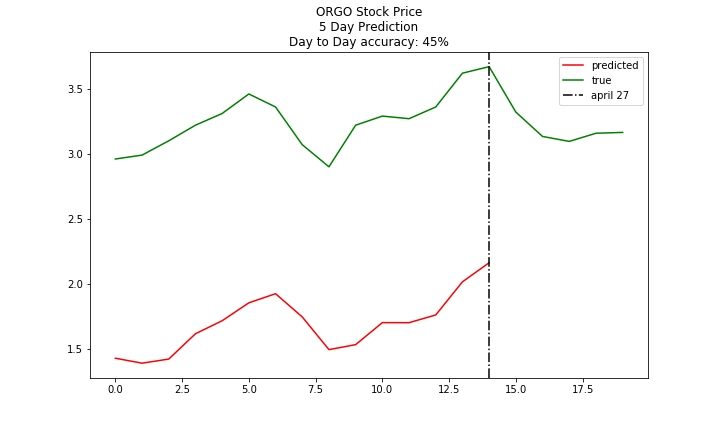 ORGO Stock Price
5 Day Prediction
Day to Day accuracy: 45%
predicted
true
april 27
3.5
3.0
2.5
2.0
1.5
0.0 2.5 5.0 7.5 10.0 12.5 15.0 17.5